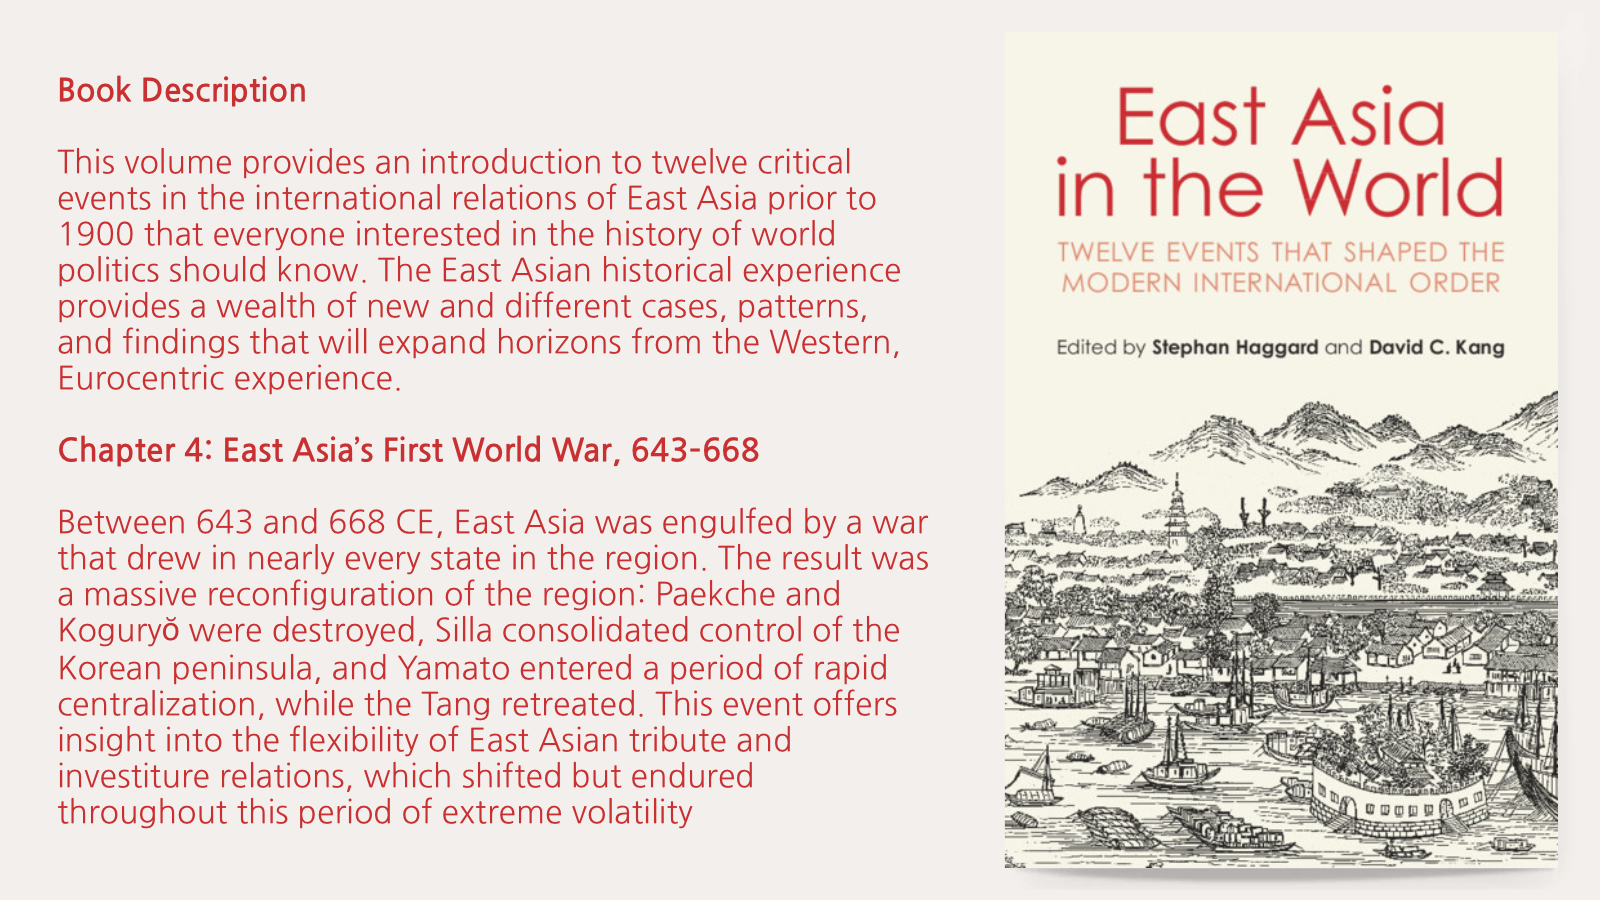 Book Description
This volume provides an introduction to twelve critical
events in the international relations of East Asia prior to
1900 that everyone interested in the history of world
politics should know. The East Asian historical experience
provides a wealth of new and different cases, patterns,
and findings that will expand horizons from the Western,
Eurocentric experience.
Chapter 4: East Asia’s First World War, 643-668
Between 643 and 668 CE, East Asia was engulfed by a war
that drew in nearly every state in the region. The result was
a massive reconfiguration of the region: Paekche and
Koguryŏ were destroyed, Silla consolidated control of the
Korean peninsula, and Yamato entered a period of rapid
centralization, while the Tang retreated. This event offers
insight into the flexibility of East Asian tribute and
investiture relations, which shifted but endured
throughout this period of extreme volatility
East Asia
in the World
TWELVE EVENTS THAT SHAPED THE
MODERN INTERNATIONAL ORDER
Edited by Stephan Haggard and David C. Kang